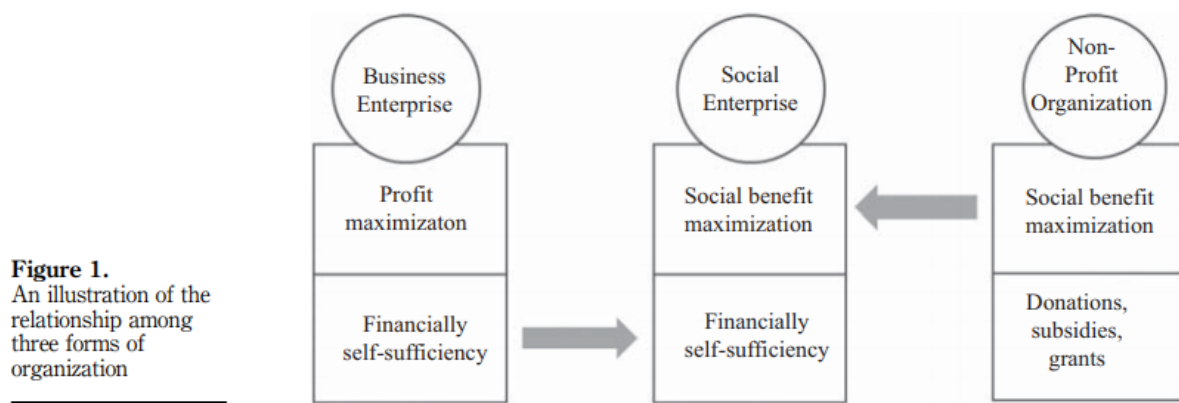 Figure 1.
An illustration of the
relationship among
three forms of
organization
Business
Enterprise
Profit
maximizaton
Financially
self-sufficiency
Social
Enterprise
Social benefit
maximization
Financially
self-sufficiency
Non-
Profit
Organization
Social benefit
maximization
Donations,
subsidies,
grants